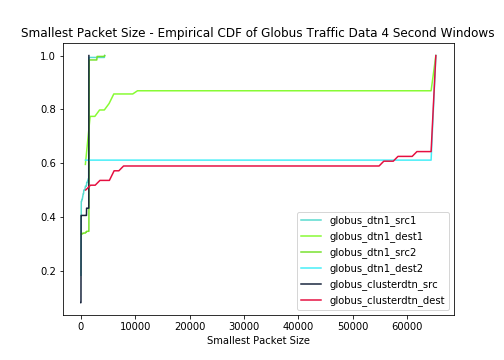 Smallest Packet Size - Empirical CDF of Globus Traffic Data 4 Second Windows
1.0
0.8
0.6
0.4
0.2
globus_dtn1_src1
globus_dtn1_dest1
globus_dtn1_src2
globus_dtn1_dest2
globus_clusterdtn_src
globus_clusterdtn_dest
0 10000 20000 30000 40000 50000 60000
Smallest Packet Size